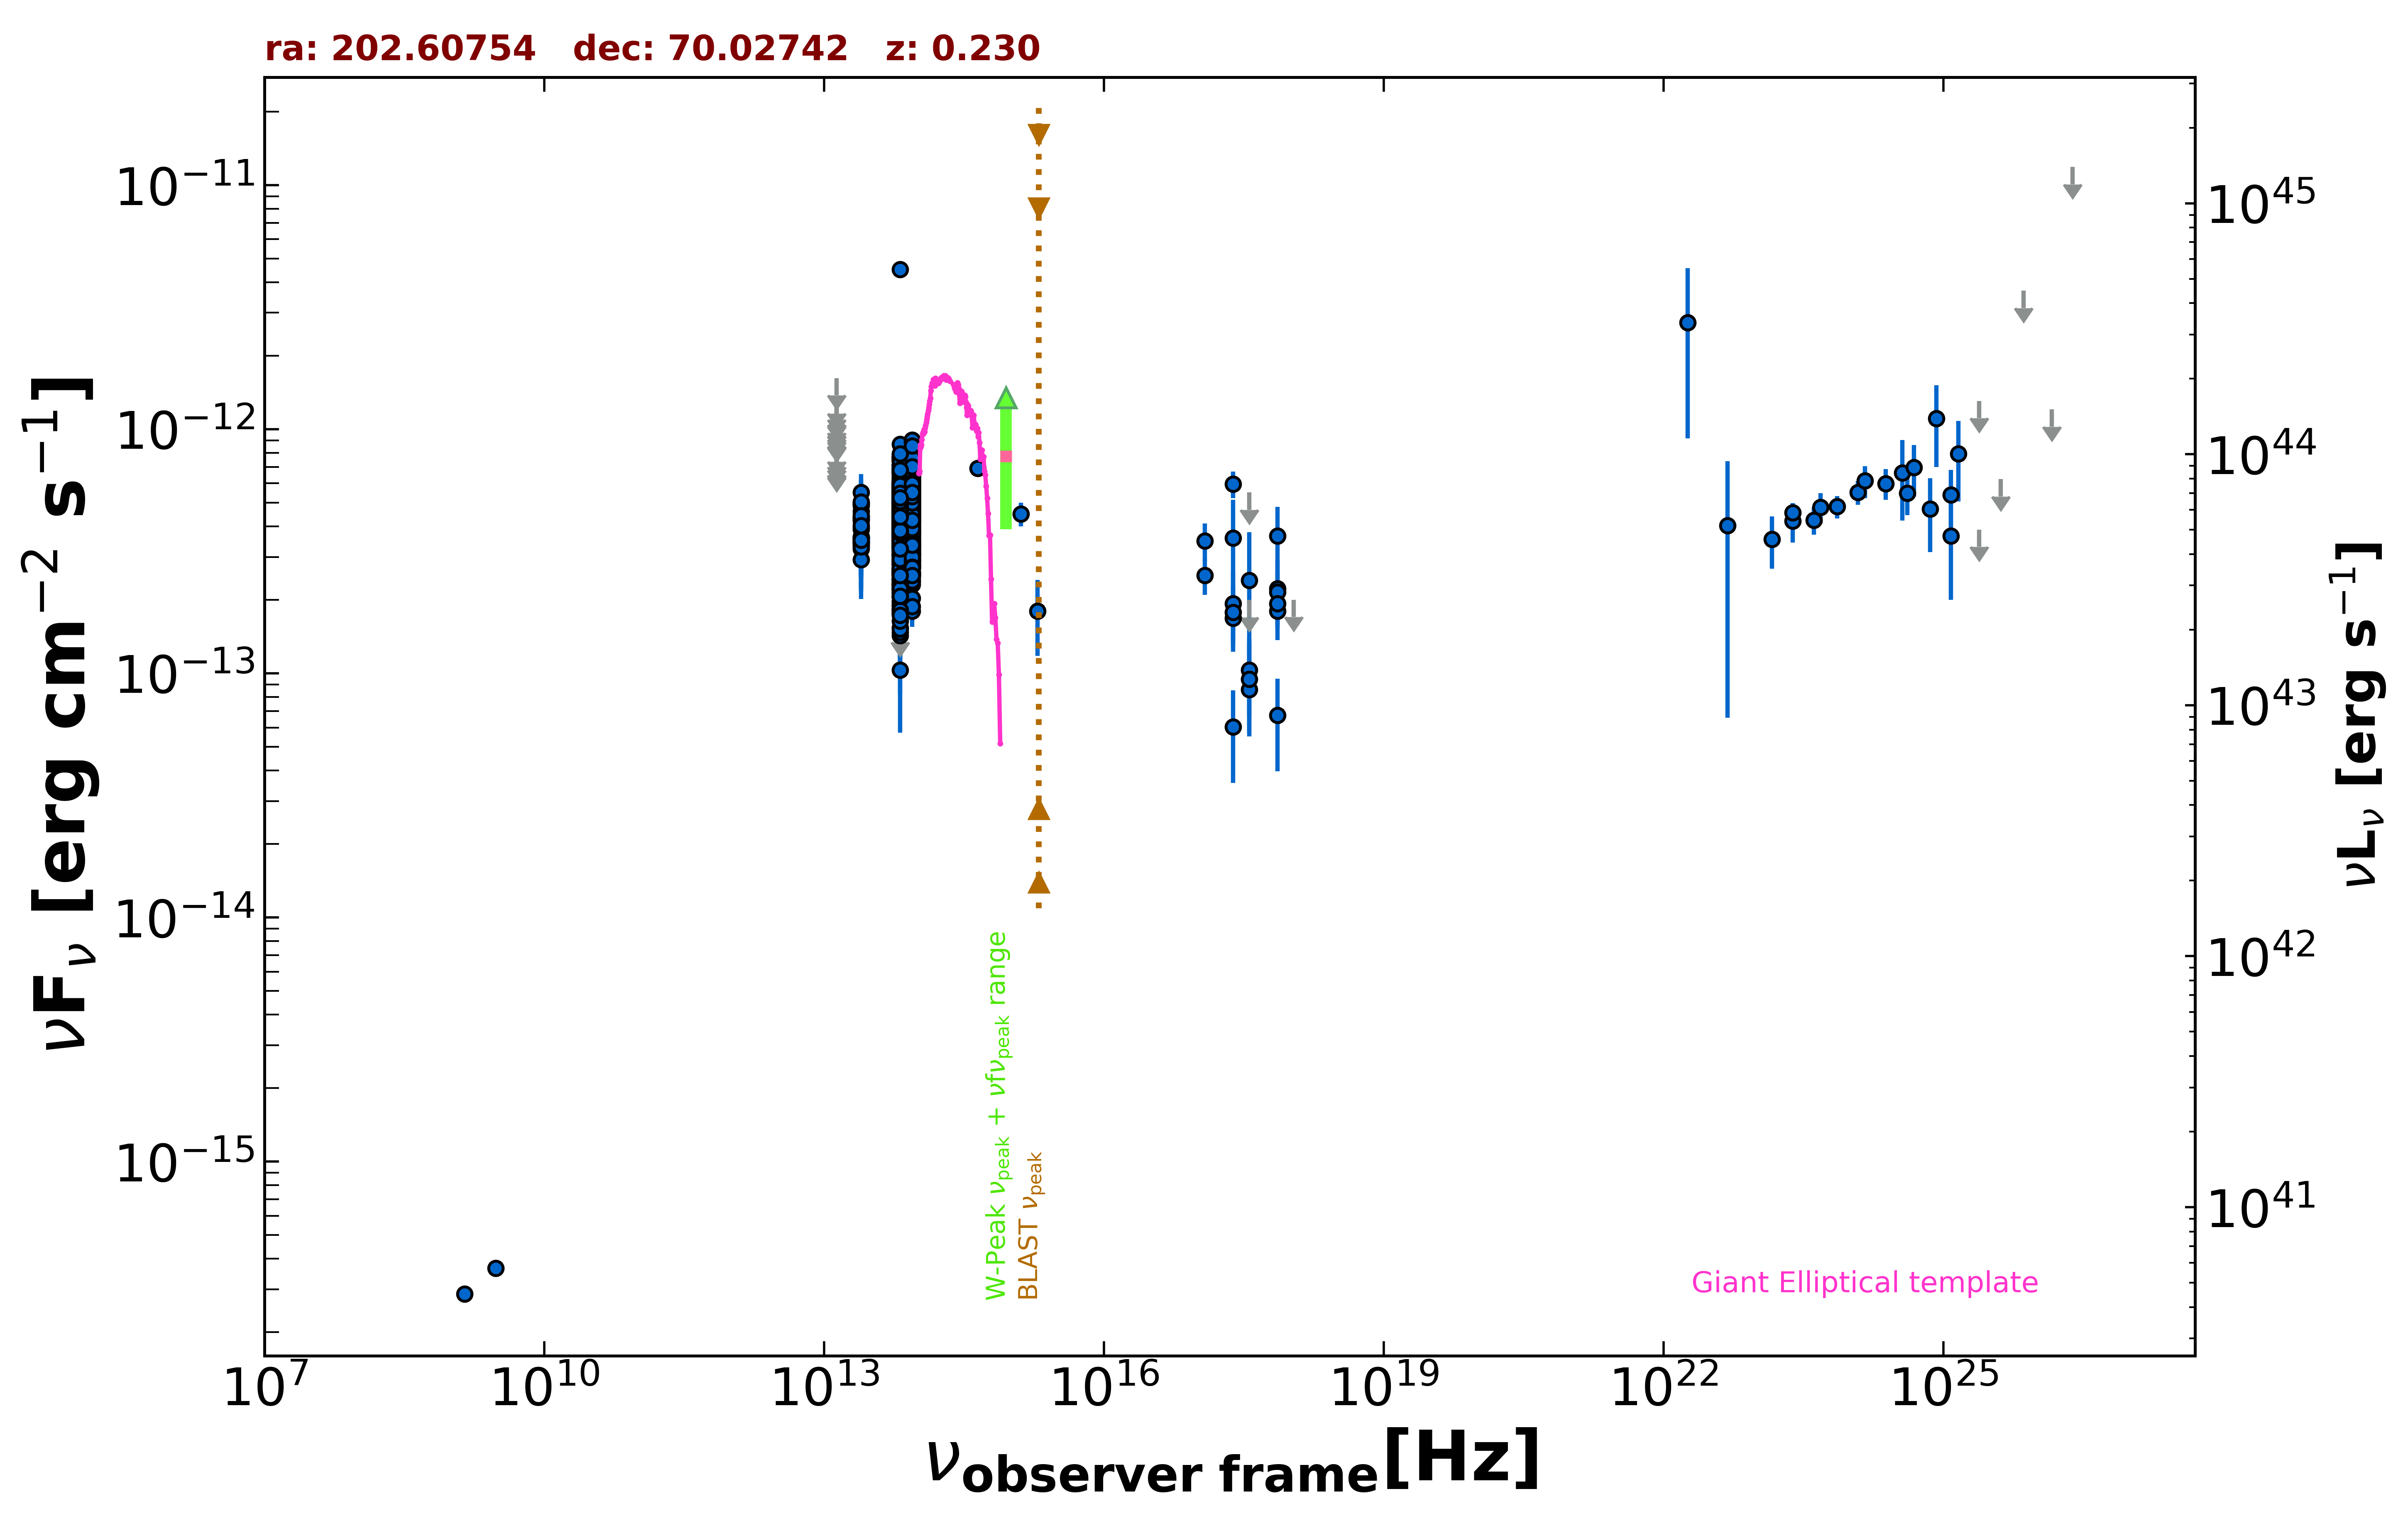 ra: 202.60754 dec: 70.02742 z: 0.230
νFν [erg cm−2 s−1]
10−11
10−12
10−13
10−14
10−15
1045
1044
1043
1042
1041
νLν [erg s−1]
W-Peak νpeak + νfνpeak range
BLAST νpeak
Giant Elliptical template
107
1010
1013
1016
1019
1022
1025
νobserver frame[Hz]